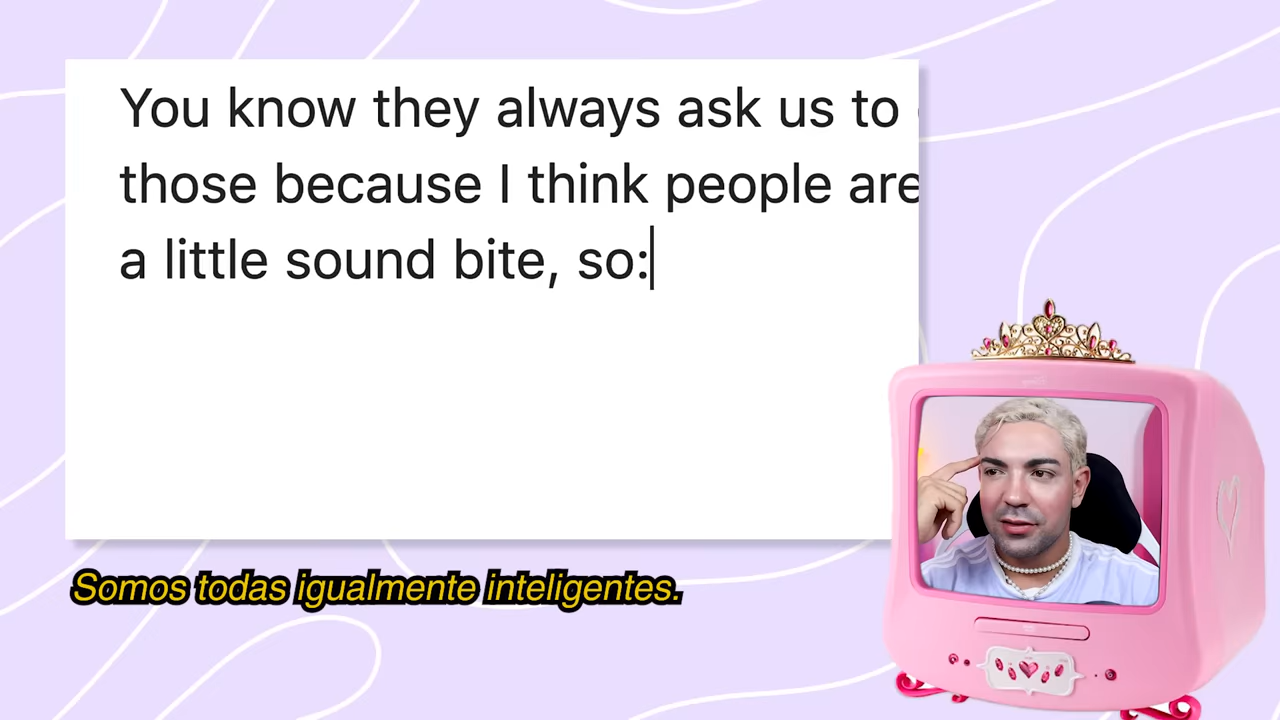 You know they always ask us to
those because I think people are
a little sound bite, so:
Somos todas igualmente inteligentes.